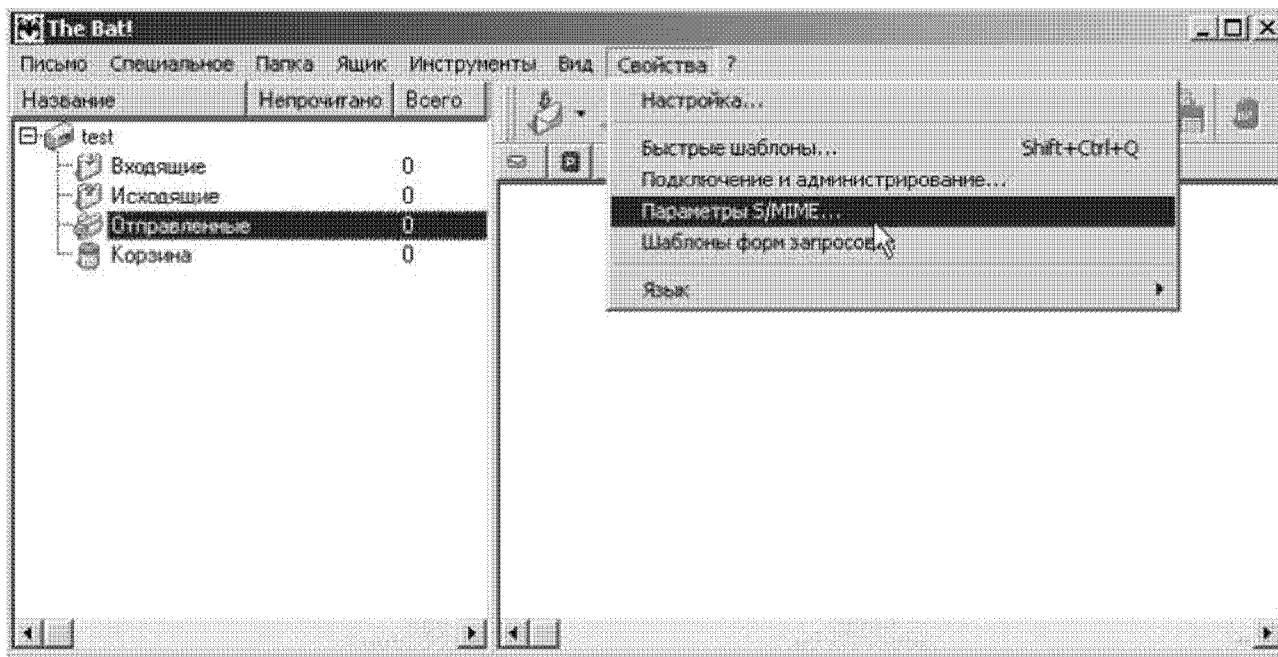 The Bat!
Письмо Специальное Папка Ящик Инструменты Вид Свойства ?
Название Непрочитано Всего
test
Входящие 0
Исходящие 0
Отправленные 0
Корзина 0
Настройка...
Быстрые шаблоны... Shift+Ctrl+Q
Подключение и администрирование...
Параметры S/MIME...
Шаблоны форм запросов
Язык